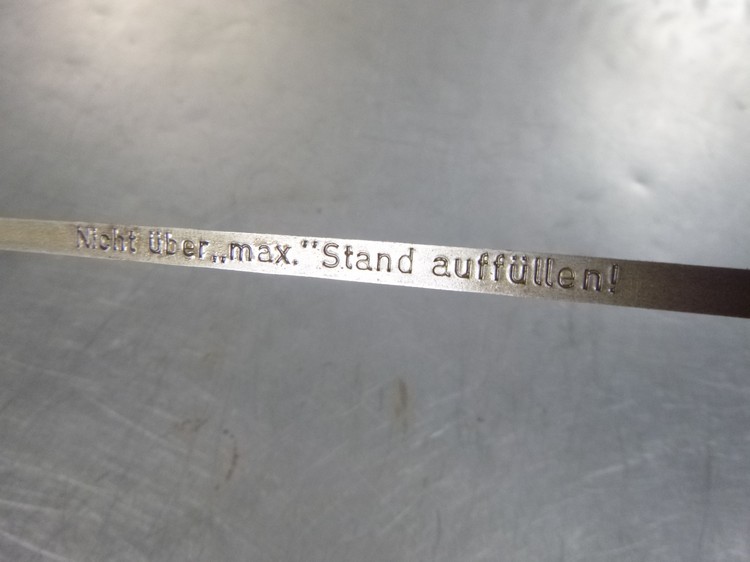 Nicht über „max.“ Stand auffüllen!